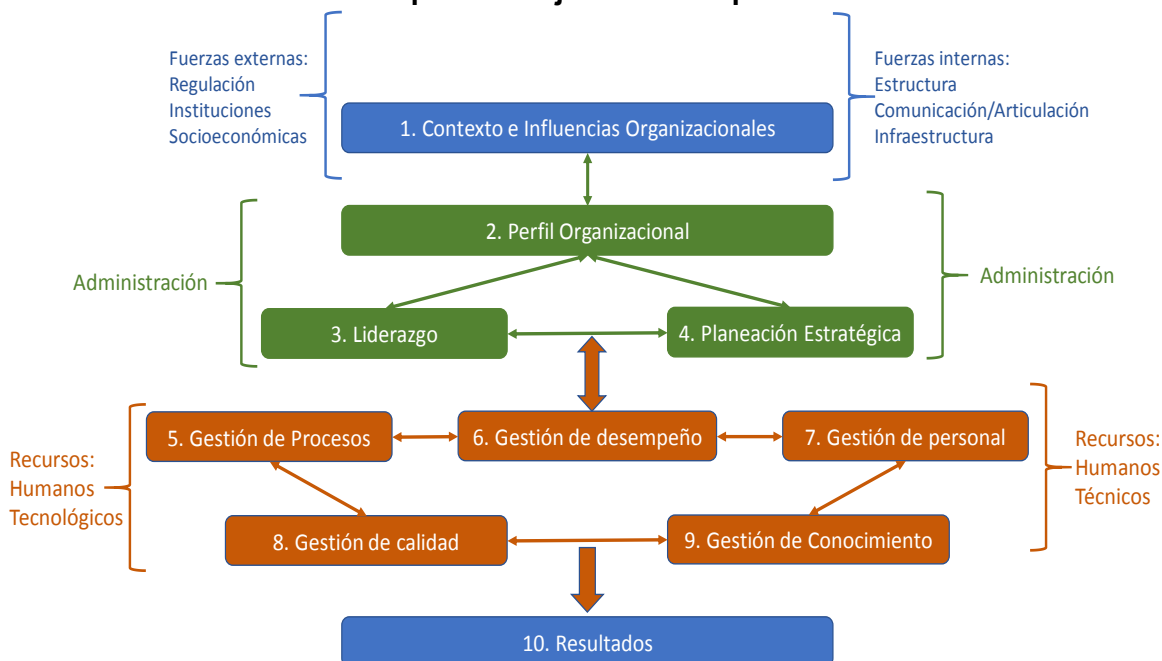 Fuerzas externas:
Regulación
Instituciones
Socioeconómicas
Fuerzas internas:
Estructura
Comunicación/Articulación
Infraestructura
1. Contexto e Influencias Organizacionales
2. Perfil Organizacional
Administración
Administración
3. Liderazgo
4. Planeación Estratégica
5. Gestión de Procesos
6. Gestión de desempeño
7. Gestión de personal
Recursos:
Humanos
Tecnológicos
Recursos:
Humanos
Técnicos
8. Gestión de calidad
9. Gestión de Conocimiento
10. Resultados